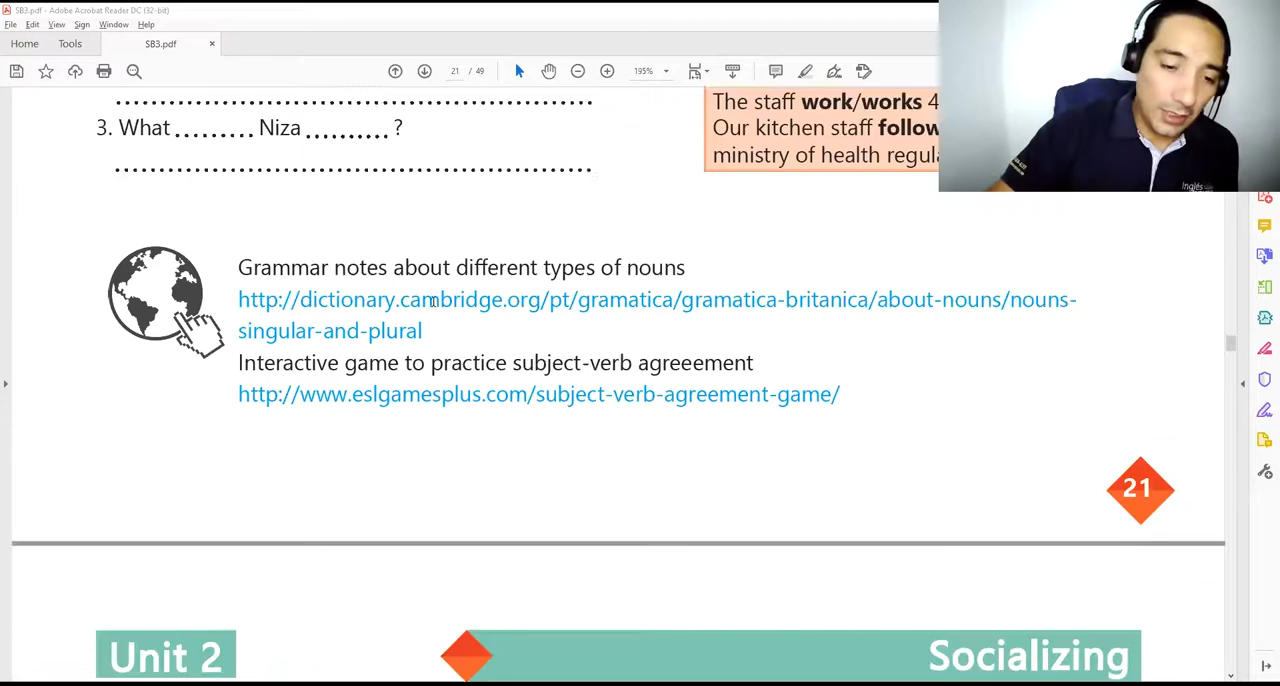 SB3.pdf - Adobe Acrobat Reader DC (32-bit)
File Edit View Sign Window Help
Home Tools SB3.pdf ×
21 / 49 195%
3. What ......... Niza .......... ?
The staff work/works 4
Our kitchen staff follow
ministry of health regula
Inglés
Grammar notes about different types of nouns
http://dictionary.cambridge.org/pt/gramatica/gramatica-britanica/about-nouns/nouns-
singular-and-plural
Interactive game to practice subject-verb agreeement
http://www.eslgamesplus.com/subject-verb-agreement-game/
21
Unit 2 Socializing